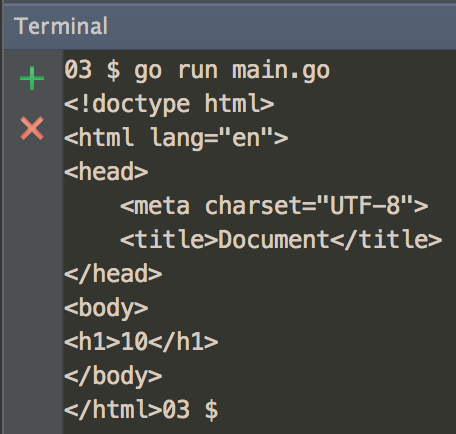 Terminal
03 $ go run main.go
<!doctype html>
<html lang="en">
<head>
    <meta charset="UTF-8">
    <title>Document</title>
</head>
<body>
<h1>10</h1>
</body>
</html>03 $